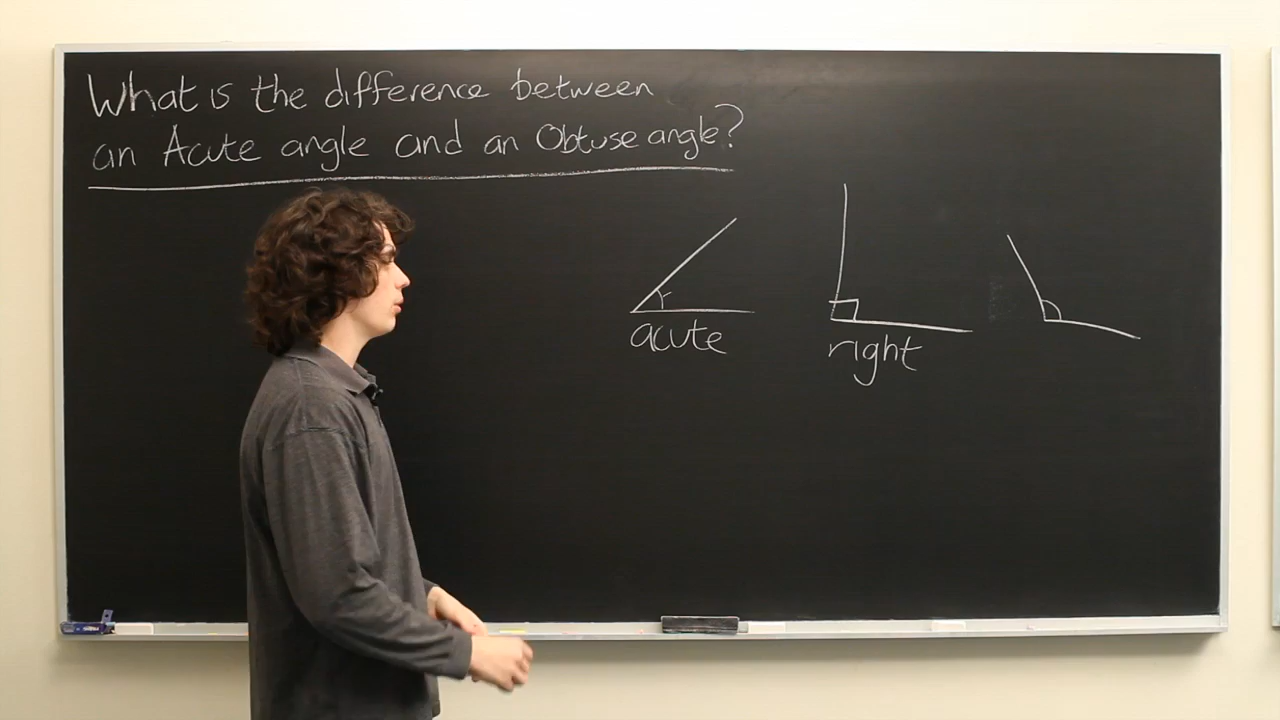 What is the difference between
an Acute angle and an Obtuse angle?
acute
right